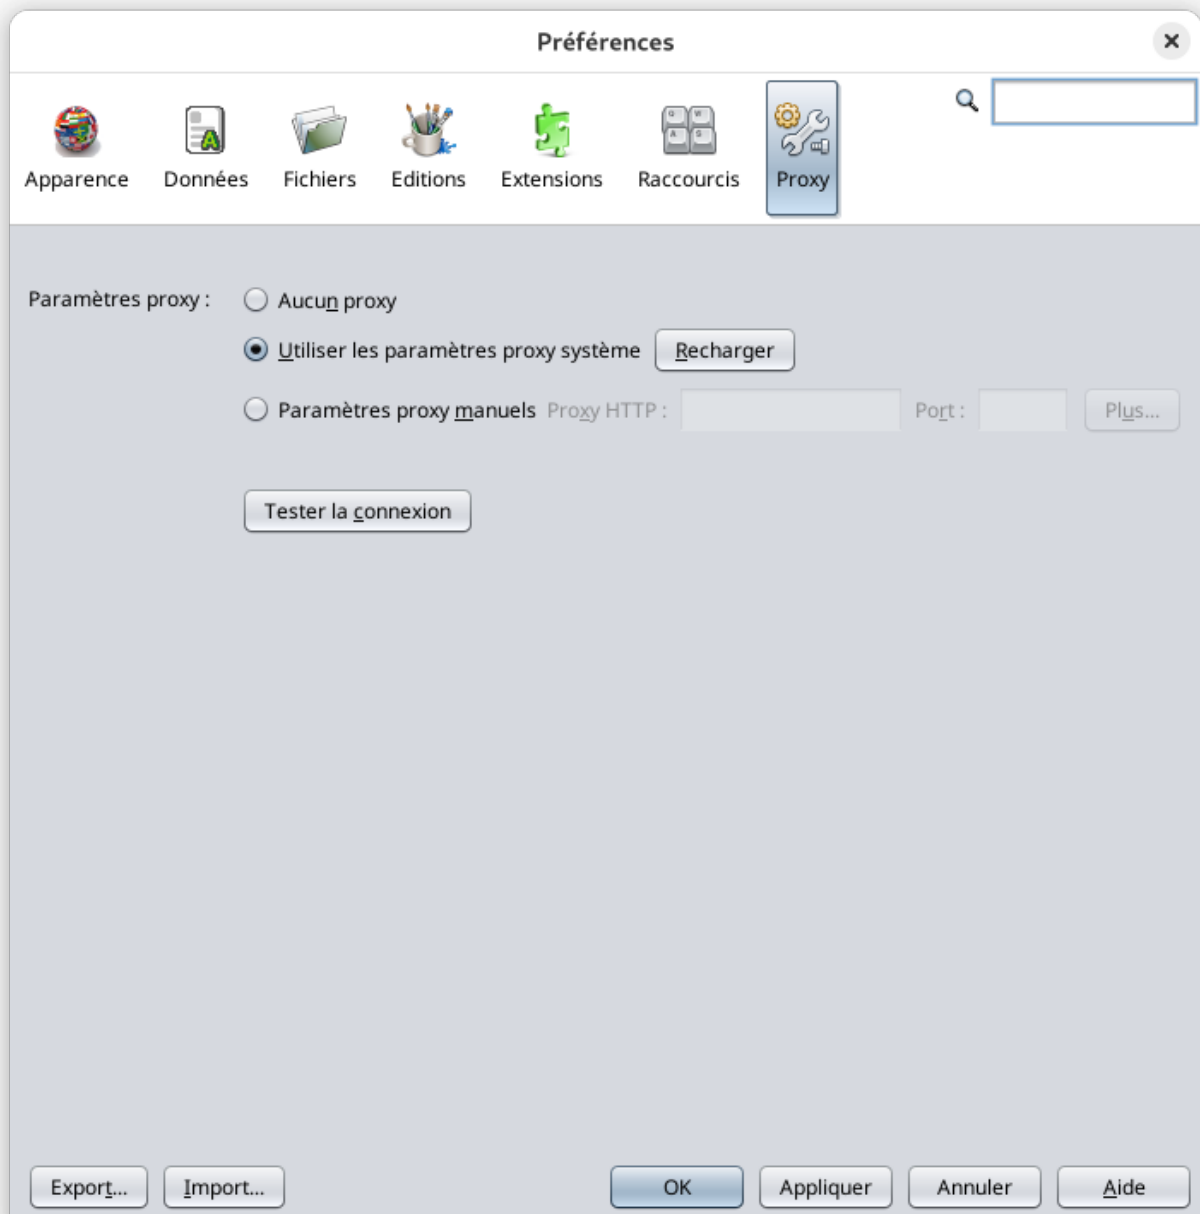 Préférences
Apparence Données Fichiers Editions Extensions Raccourcis Proxy
Paramètres proxy : Aucun proxy
Utiliser les paramètres proxy système Recharger
Paramètres proxy manuels Proxy HTTP : Port : Plus...
Tester la connexion
Export... Import... OK Appliquer Annuler Aide